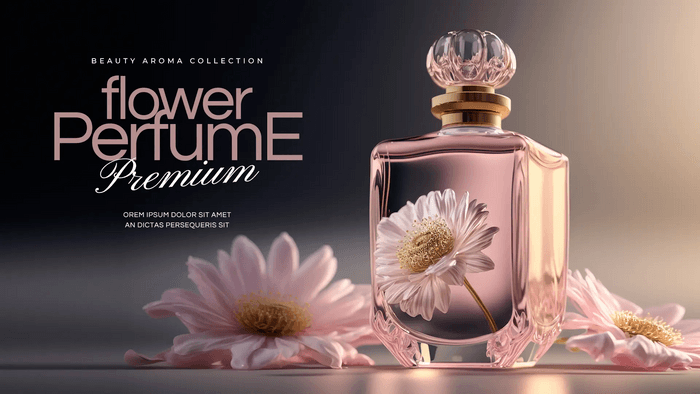 BEAUTY AROMA COLLECTION
flower
PerfumE
Premium
OREM IPSUM DOLOR SIT AMET
AN DICTAS PERSEQUERIS SIT